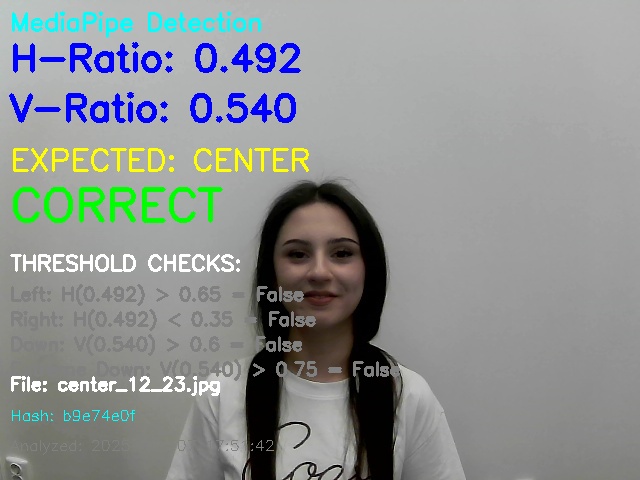 MediaPipe Detection
H-Ratio: 0.492
V-Ratio: 0.540
EXPECTED: CENTER
CORRECT
THRESHOLD CHECKS:
Left: H(0.492) > 0.65 = False
Right: H(0.492) < 0.35 = False
Down: V(0.540) > 0.6 = False
Down: V(0.540) > 0.75 = False
File: center_12_23.jpg
Hash: b9e74e0f
Analyzed: